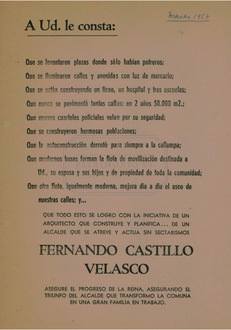 A Ud. le consta:
Que se levantaron plazas donde sólo habían potreros;
Que se iluminaron calles y avenidas con luz de mercurio;
Que se están construyendo un liceo, un hospital y tres escuelas;
Que nunca se pavimentó tantas calles: en 2 años 50.000 m2.;
Que nuevos cuarteles policiales velan por su seguridad;
Que se construyeron hermosas poblaciones;
Que la autoconstrucción derrotó para siempre a la callampa;
Que modernos buses forman la flota de movilización destinada a
Ud., su esposa y sus hijos y de propiedad de toda la comunidad;
Que otra flota, igualmente moderna, mejora día a día el aseo de
nuestras calles; y...
QUE TODO ESTO SE LOGRO CON LA INICIATIVA DE UN
ARQUITECTO QUE CONSTRUYE Y PLANIFICA... DE UN
ALCALDE QUE SE ATREVE Y ACTUA SIN SECTARISMOS
FERNANDO CASTILLO
VELASCO
ASEGURE EL PROGRESO DE LA REINA, ASEGURANDO EL
TRIUNFO DEL ALCALDE QUE TRANSFORMO LA COMUNA
EN UNA GRAN FAMILIA EN TRABAJO.